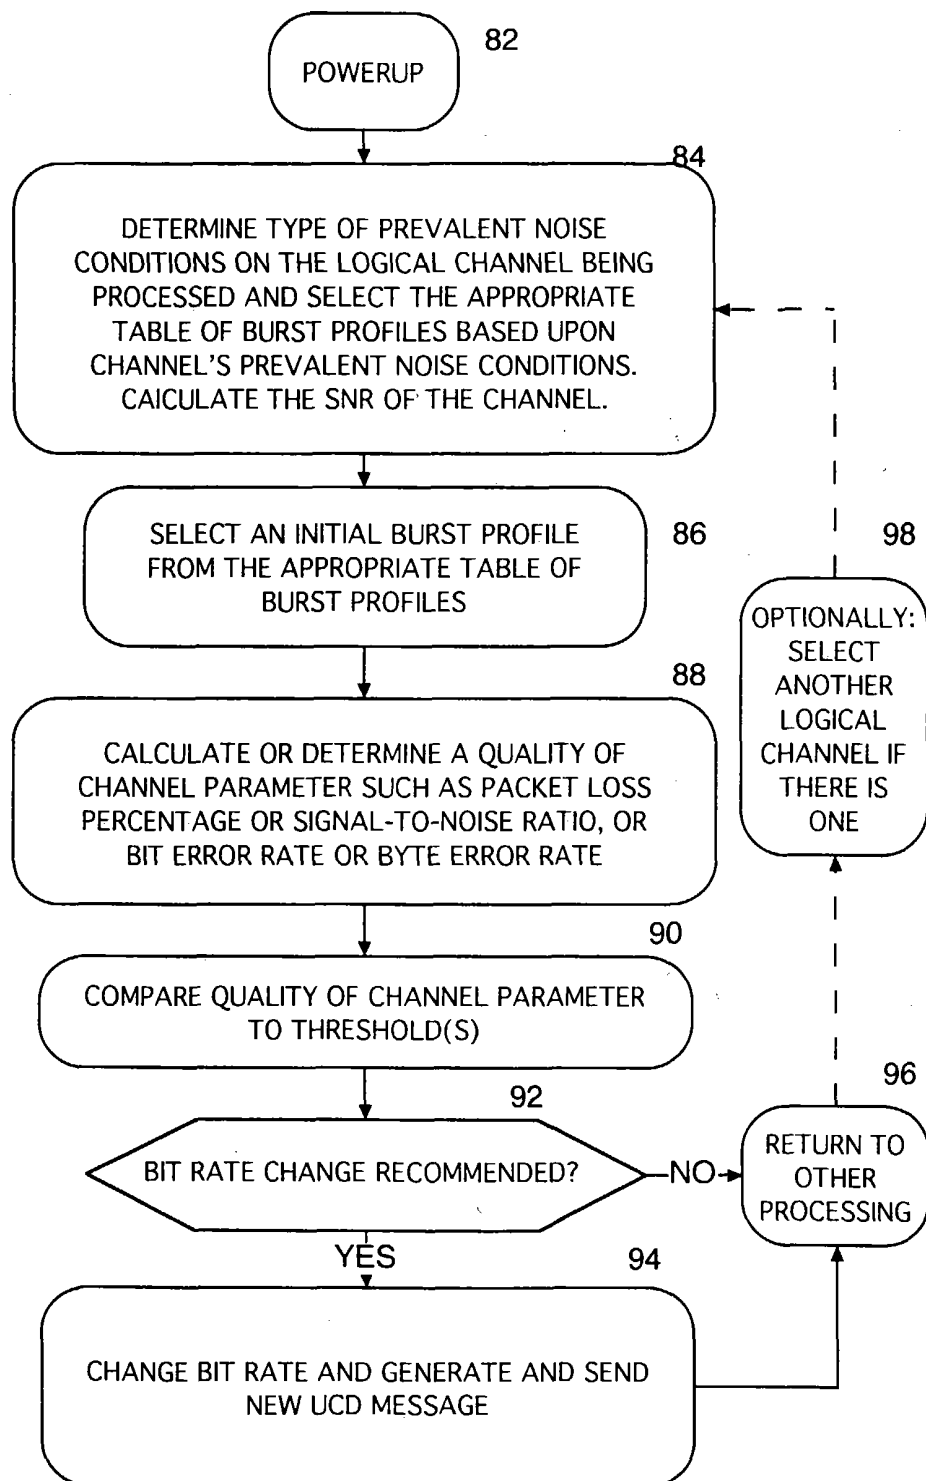 82
POWERUP
84
DETERMINE TYPE OF PREVALENT NOISE
CONDITIONS ON THE LOGICAL CHANNEL BEING
PROCESSED AND SELECT THE APPROPRIATE
TABLE OF BURST PROFILES BASED UPON
CHANNEL'S PREVALENT NOISE CONDITIONS.
CAlCULATE THE SNR OF THE CHANNEL.
86
SELECT AN INITIAL BURST PROFILE
FROM THE APPROPRIATE TABLE OF
BURST PROFILES
88
CALCULATE OR DETERMINE A QUALITY OF
CHANNEL PARAMETER SUCH AS PACKET LOSS
PERCENTAGE OR SIGNAL-TO-NOISE RATIO, OR
BIT ERROR RATE OR BYTE ERROR RATE
90
COMPARE QUALITY OF CHANNEL PARAMETER
TO THRESHOLD(S)
92
BIT RATE CHANGE RECOMMENDED?
NO
YES
94
CHANGE BIT RATE AND GENERATE AND SEND
NEW UCD MESSAGE
96
RETURN TO
OTHER
PROCESSING
98
OPTIONALLY:
SELECT
ANOTHER
LOGICAL
CHANNEL IF
THERE IS
ONE